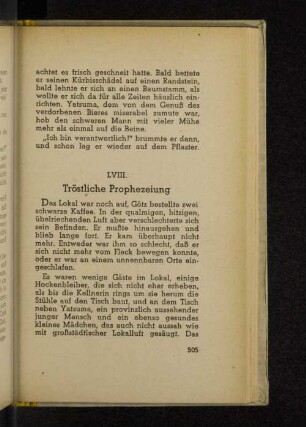 achtet es frisch geschneit hatte. Bald bettete
er seinen Kürbisschädel auf einen Randstein,
bald lehnte er sich an einen Baumstamm, als
wollte er sich da für alle Zeiten häuslich ein-
richten. Yatsuma, dem von dem Genuß des
verdorbenen Bieres miserabel zumute war,
hob den schweren Mann mit vieler Mühe
mehr als einmal auf die Beine.
„Ich bin verantwortlich!" brummte er dann,
und schon lag er wieder auf dem Pflaster.
LVIII.
Tröstliche Prophezeiung
Das Lokal war noch auf, Götz bestellte zwei
schwarze Kaffee. In der qualmigen, hitzigen,
übelriechenden Luft aber verschlechterte sich
sein Befinden. Er mußte hinausgehen und
blieb lange fort. Er kam überhaupt nicht
mehr. Entweder war ihm so schlecht, daß er
sich nicht mehr vom Fleck bewegen konnte,
oder er war an einem unnennbaren Orte ein-
geschlafen.
Es waren wenige Gäste im Lokal, einige
Hockenbleiber, die sich nicht eher erheben,
als bis die Kellnerin rings um sie herum die
Stühle auf den Tisch baut, und an dem Tisch
neben Yatsuma, ein provinzlich aussehender
junger Mensch und ein ebenso gesundes
kleines Mädchen, das auch nicht aussah wie
mit großstädtischer Lokalluft gesäugt. Das
505